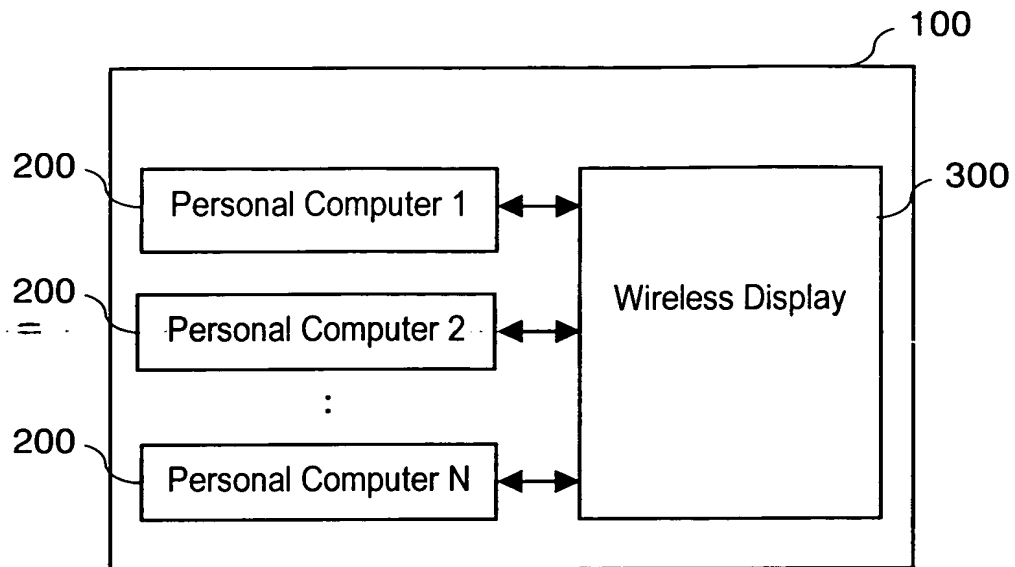 100
200
Personal Computer 1
300
200
Personal Computer 2
Wireless Display
:
200
Personal Computer N